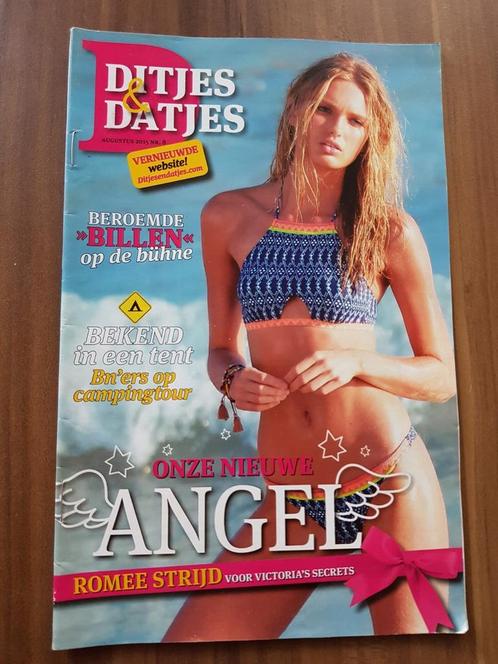 DITJES
&
DATJES
AUGUSTUS 2015 NR. 8
VERNIEUWDE
website!
Ditjesendatjes.com
BEROEMDE
»BILLEN«
op de bühne
BEKEND
in een tent
Bn'ers op
campingtour
ONZE NIEUWE
ANGEL
ROMEE STRIJD VOOR VICTORIA'S SECRETS